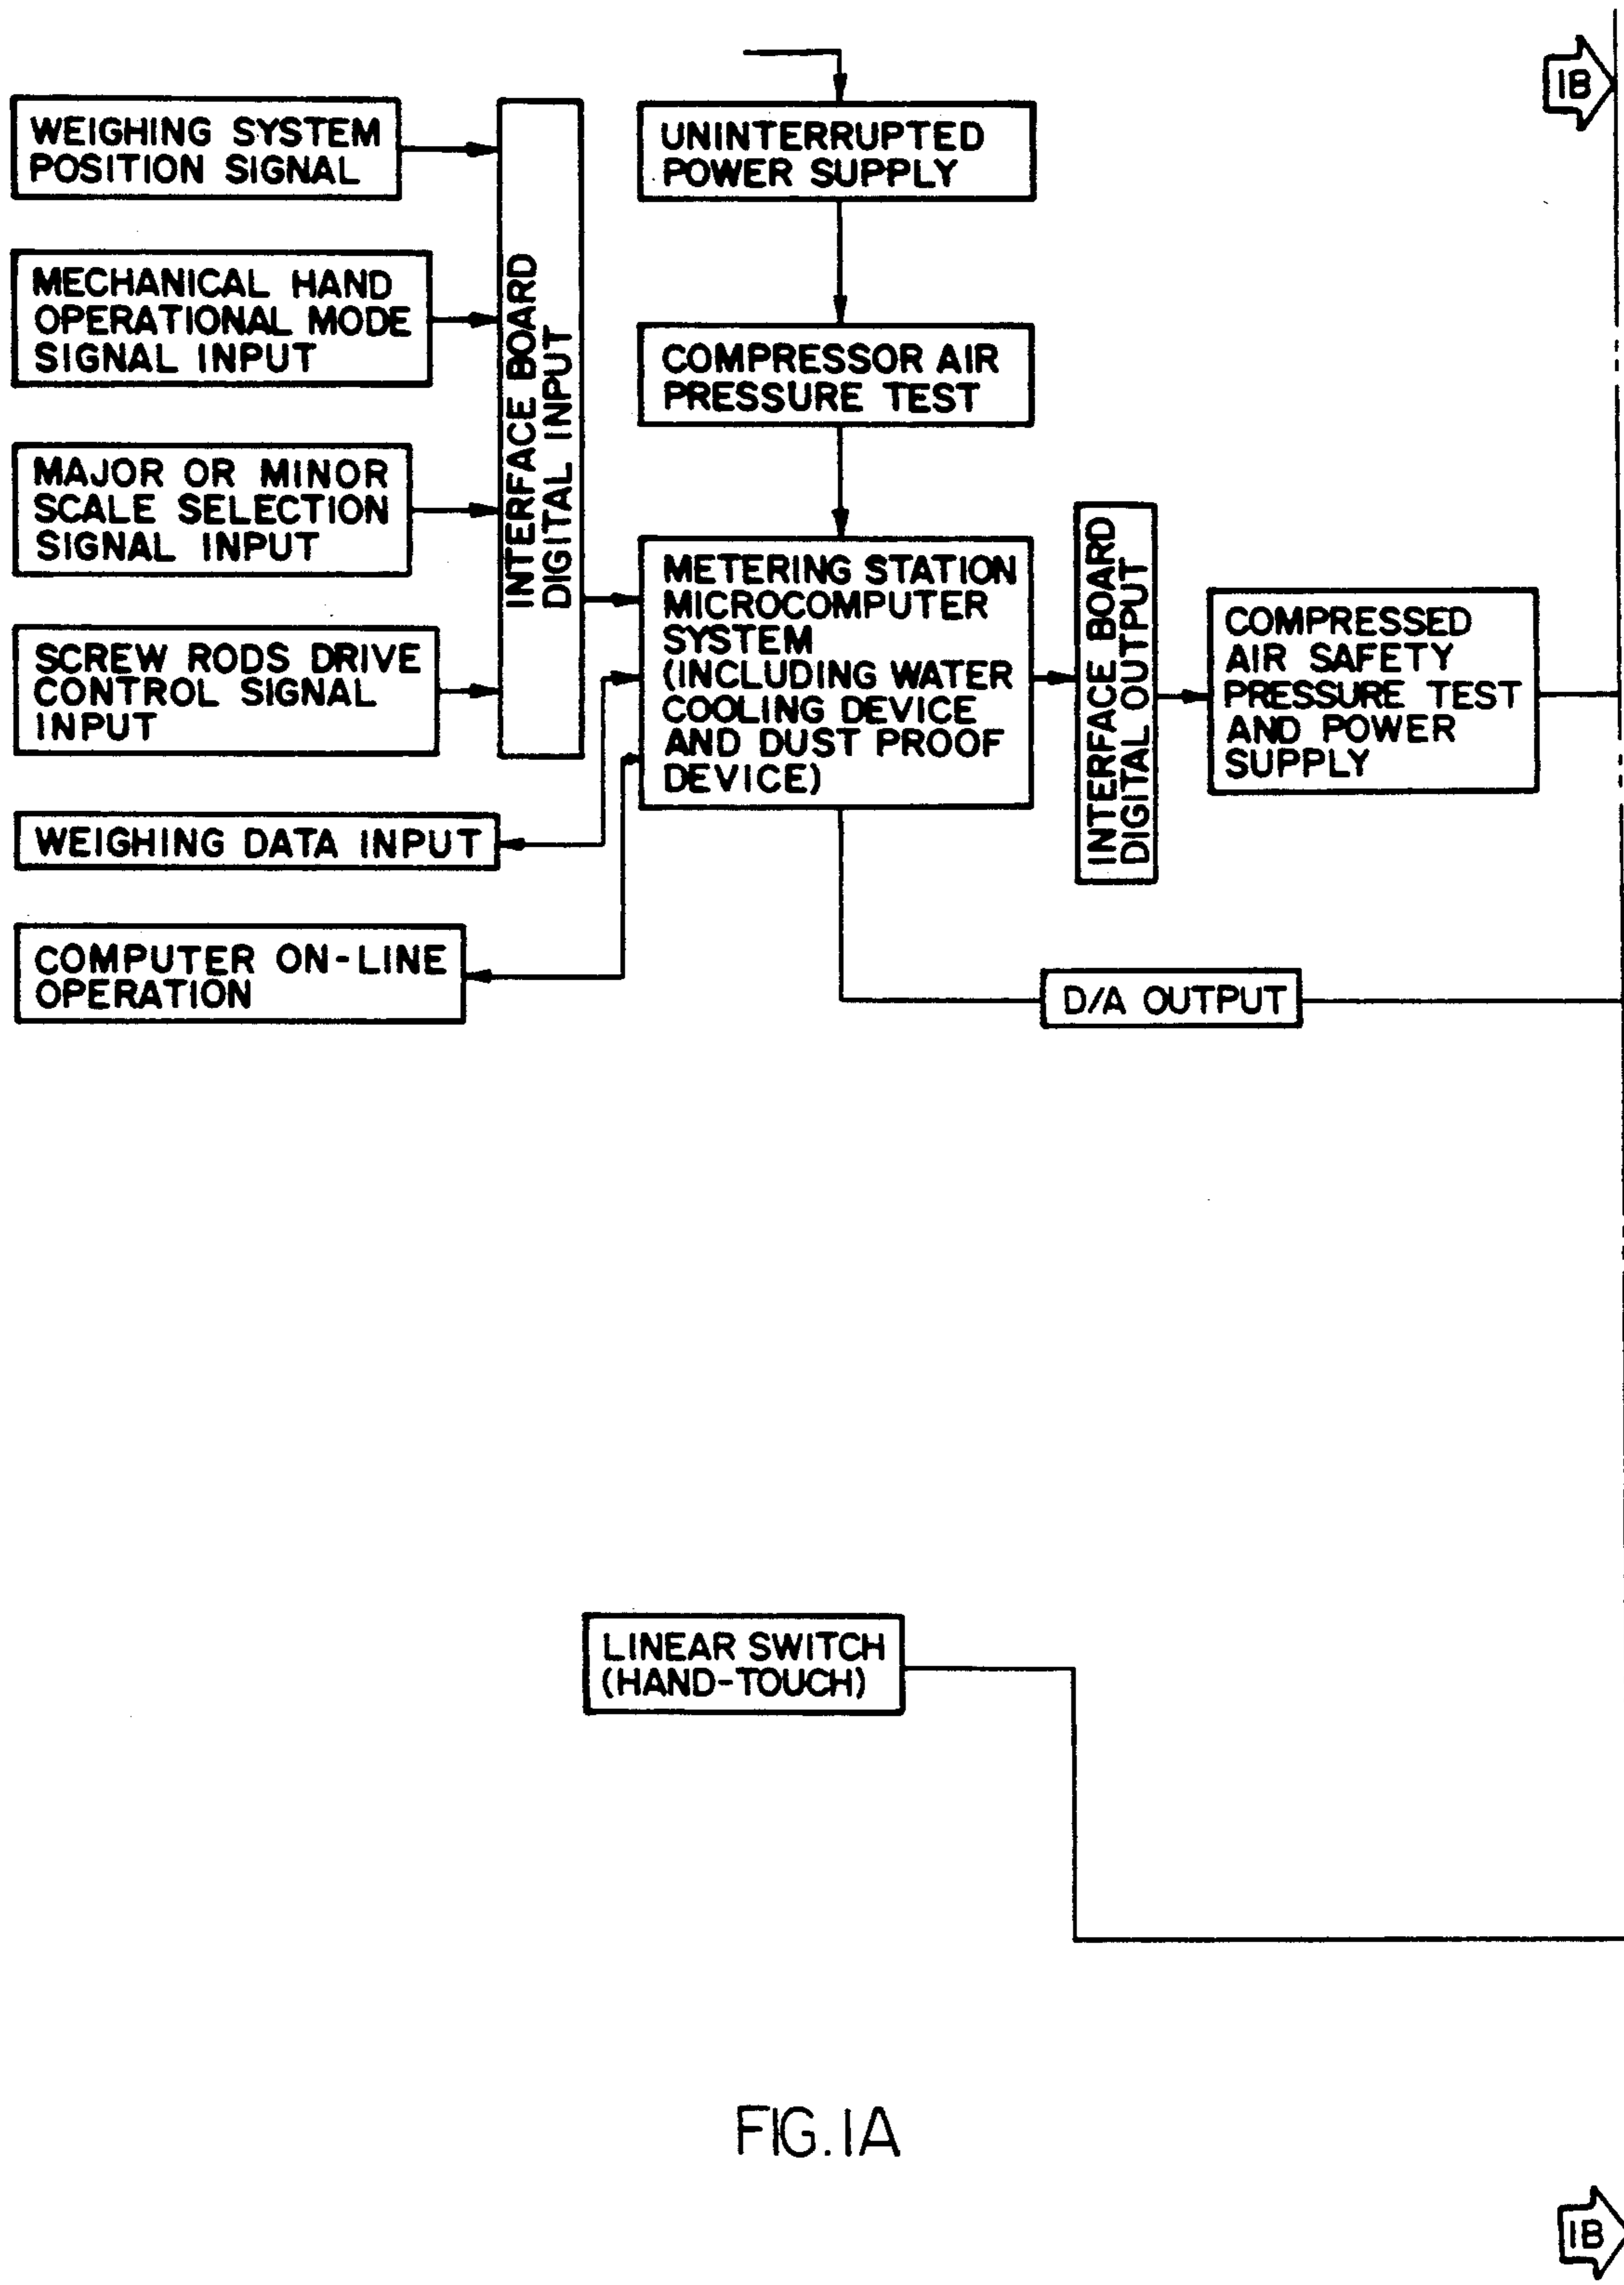 1B
WEIGHING SYSTEM
POSITION SIGNAL
UNINTERRUPTED
POWER SUPPLY
MECHANICAL HAND
OPERATIONAL MODE
SIGNAL INPUT
INTERFACE BOARD
DIGITAL INPUT
COMPRESSOR AIR
PRESSURE TEST
MAJOR OR MINOR
SCALE SELECTION
SIGNAL INPUT
SCREW RODS DRIVE
CONTROL SIGNAL
INPUT
METERING STATION
MICROCOMPUTER
SYSTEM
(INCLUDING WATER
COOLING DEVICE
AND DUST PROOF
DEVICE)
INTERFACE BOARD
DIGITAL OUTPUT
COMPRESSED
AIR SAFETY
PRESSURE TEST
AND POWER
SUPPLY
WEIGHING DATA INPUT
COMPUTER ON-LINE
OPERATION
D/A OUTPUT
LINEAR SWITCH
(HAND-TOUCH)
FIG.1A
1B